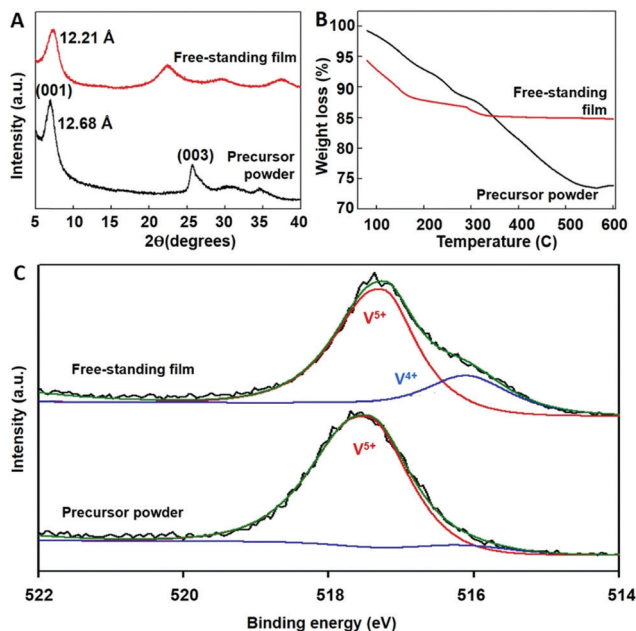 A
12.21 Å
Free-standing film
(001)
12.68 Å
(003)
Precursor
powder
Intensity (a.u.)
5 10 15 20 25 30 35 40
2Θ(degrees)
B
100
95
90
85
80
75
70
Weight loss (%)
Free-standing
film
Precursor powder
100 200 300 400 500 600
Temperature (C)
C
V5+
Free-standing film
V4+
V5+
Precursor powder
Intensity (a.u.)
522 520 518 516 514
Binding energy (eV)